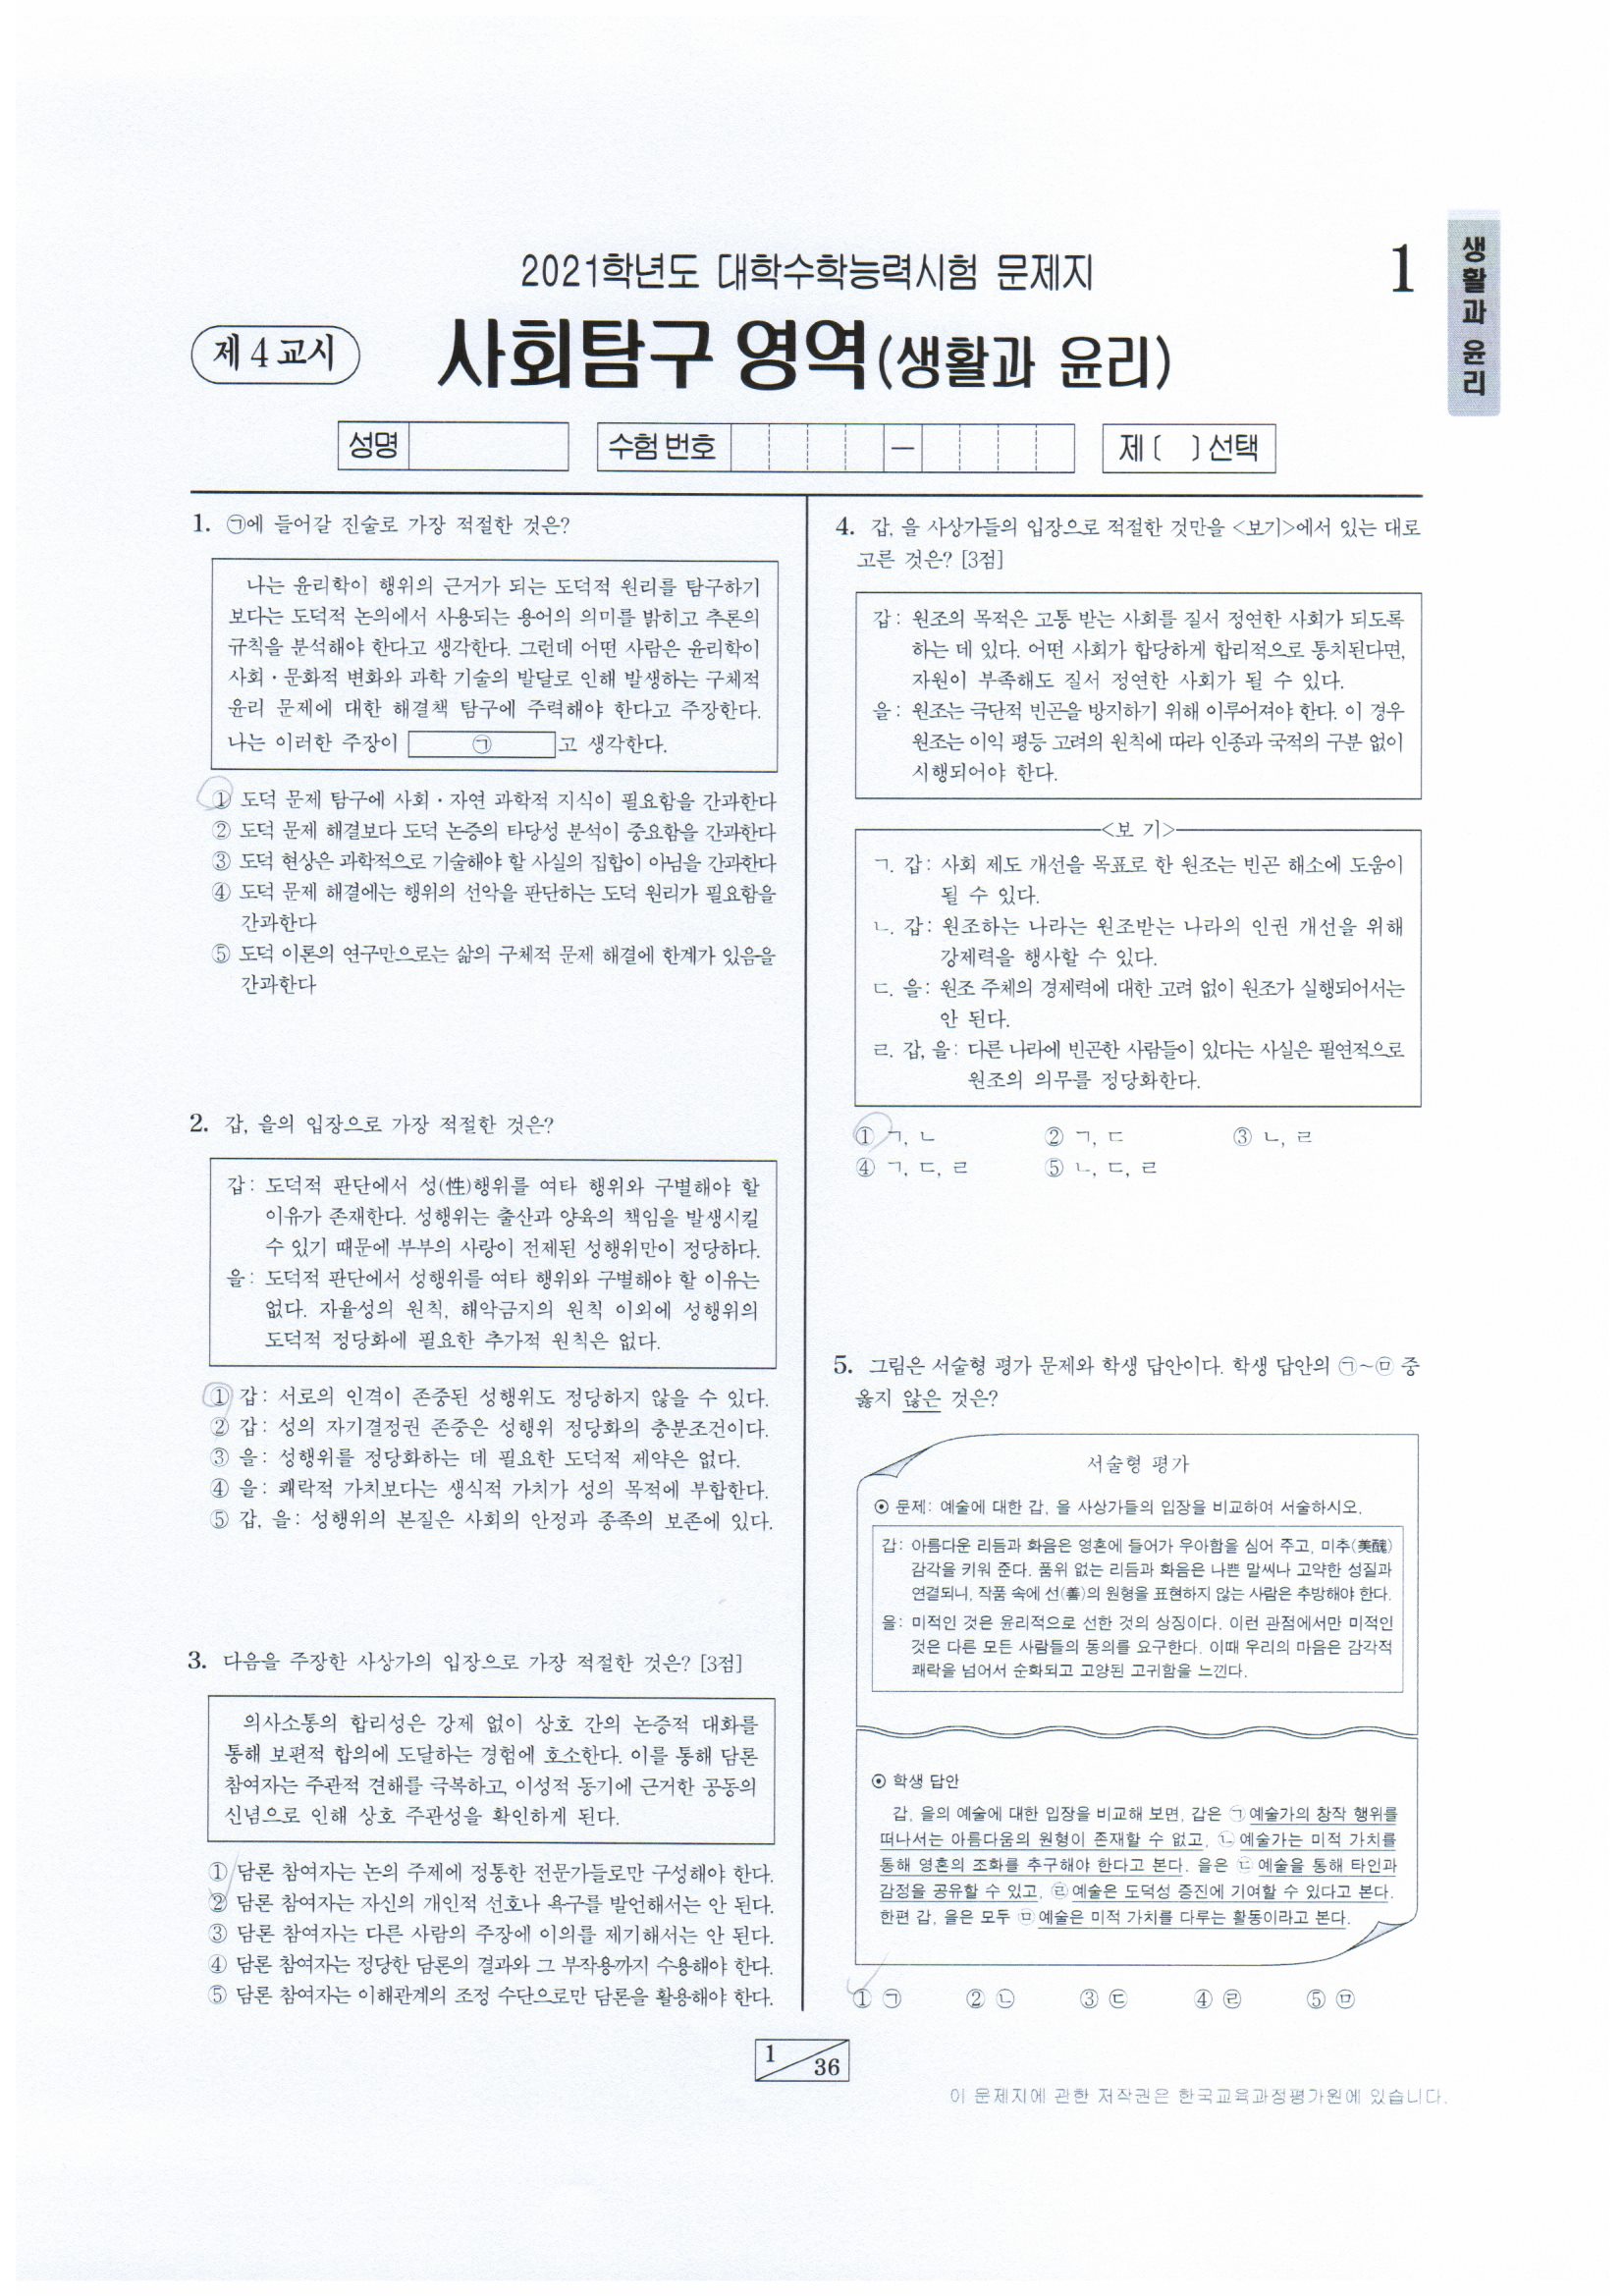 2021학년도 대학수학능력시험 문제지
1
생활과 윤리
제 4 교시
사회탐구 영역(생활과 윤리)
성명
수험 번호
—
제 ( ) 선택
1. ㉠에 들어갈 진술로 가장 적절한 것은?
나는 윤리학이 행위의 근거가 되는 도덕적 원리를 탐구하기
보다는 도덕적 논의에서 사용되는 용어의 의미를 밝히고 추론의
규칙을 분석해야 한다고 생각한다. 그런데 어떤 사람은 윤리학이
사회 · 문화적 변화와 과학 기술의 발달로 인해 발생하는 구체적
윤리 문제에 대한 해결책 탐구에 주력해야 한다고 주장한다.
나는 이러한 주장이 ㉠ 고 생각한다.
① 도덕 문제 탐구에 사회 · 자연 과학적 지식이 필요함을 간과한다
② 도덕 문제 해결보다 도덕 논증의 타당성 분석이 중요함을 간과한다
③ 도덕 현상은 과학적으로 기술해야 할 사실의 집합이 아님을 간과한다
④ 도덕 문제 해결에는 행위의 선악을 판단하는 도덕 원리가 필요함을
간과한다
⑤ 도덕 이론의 연구만으로는 삶의 구체적 문제 해결에 한계가 있음을
간과한다
2. 갑, 을의 입장으로 가장 적절한 것은?
갑: 도덕적 판단에서 성(性)행위를 여타 행위와 구별해야 할
이유가 존재한다. 성행위는 출산과 양육의 책임을 발생시킬
수 있기 때문에 부부의 사랑이 전제된 성행위만이 정당하다.
을: 도덕적 판단에서 성행위를 여타 행위와 구별해야 할 이유는
없다. 자율성의 원칙, 해악금지의 원칙 이외에 성행위의
도덕적 정당화에 필요한 추가적 원칙은 없다.
① 갑: 서로의 인격이 존중된 성행위도 정당하지 않을 수 있다.
② 갑: 성의 자기결정권 존중은 성행위 정당화의 충분조건이다.
③ 을: 성행위를 정당화하는 데 필요한 도덕적 제약은 없다.
④ 을: 쾌락적 가치보다는 생식적 가치가 성의 목적에 부합한다.
⑤ 갑, 을: 성행위의 본질은 사회의 안정과 종족의 보존에 있다.
3. 다음을 주장한 사상가의 입장으로 가장 적절한 것은? [3점]
의사소통의 합리성은 강제 없이 상호 간의 논증적 대화를
통해 보편적 합의에 도달하는 경험에 호소한다. 이를 통해 담론
참여자는 주관적 견해를 극복하고, 이성적 동기에 근거한 공동의
신념으로 인해 상호 주관성을 확인하게 된다.
① 담론 참여자는 논의 주제에 정통한 전문가들로만 구성해야 한다.
② 담론 참여자는 자신의 개인적 선호나 욕구를 발언해서는 안 된다.
③ 담론 참여자는 다른 사람의 주장에 이의를 제기해서는 안 된다.
④ 담론 참여자는 정당한 담론의 결과와 그 부작용까지 수용해야 한다.
⑤ 담론 참여자는 이해관계의 조정 수단으로만 담론을 활용해야 한다.
4. 갑, 을 사상가들의 입장으로 적절한 것만을 <보기>에서 있는 대로
고른 것은? [3점]
갑: 원조의 목적은 고통 받는 사회를 질서 정연한 사회가 되도록
하는 데 있다. 어떤 사회가 합당하게 합리적으로 통치된다면,
자원이 부족해도 질서 정연한 사회가 될 수 있다.
을: 원조는 극단적 빈곤을 방지하기 위해 이루어져야 한다. 이 경우
원조는 이익 평등 고려의 원칙에 따라 인종과 국적의 구분 없이
시행되어야 한다.
<보 기>
ㄱ. 갑: 사회 제도 개선을 목표로 한 원조는 빈곤 해소에 도움이
될 수 있다.
ㄴ. 갑: 원조하는 나라는 원조받는 나라의 인권 개선을 위해
강제력을 행사할 수 있다.
ㄷ. 을: 원조 주체의 경제력에 대한 고려 없이 원조가 실행되어서는
안 된다.
ㄹ. 갑, 을: 다른 나라에 빈곤한 사람들이 있다는 사실은 필연적으로
원조의 의무를 정당화한다.
① ㄱ, ㄴ ② ㄱ, ㄷ ③ ㄴ, ㄹ
④ ㄱ, ㄷ, ㄹ ⑤ ㄴ, ㄷ, ㄹ
5. 그림은 서술형 평가 문제와 학생 답안이다. 학생 답안의 ㉠~㉤ 중
옳지 않은 것은?
서술형 평가
⊙ 문제: 예술에 대한 갑, 을 사상가들의 입장을 비교하여 서술하시오.
갑: 아름다운 리듬과 화음은 영혼에 들어가 우아함을 심어 주고, 미추(美醜)
감각을 키워 준다. 품위 없는 리듬과 화음은 나쁜 말씨나 고약한 성질과
연결되니, 작품 속에 선(善)의 원형을 표현하지 않는 사람은 추방해야 한다.
을: 미적인 것은 윤리적으로 선한 것의 상징이다. 이런 관점에서만 미적인
것은 다른 모든 사람들의 동의를 요구한다. 이때 우리의 마음은 감각적
쾌락을 넘어서 순화되고 고양된 고귀함을 느낀다.
⊙ 학생 답안
갑, 을의 예술에 대한 입장을 비교해 보면, 갑은 ㉠ 예술가의 창작 행위를
떠나서는 아름다움의 원형이 존재할 수 없고, ㉡ 예술가는 미적 가치를
통해 영혼의 조화를 추구해야 한다고 본다. 을은 ㉢ 예술을 통해 타인과
감정을 공유할 수 있고, ㉣ 예술은 도덕성 증진에 기여할 수 있다고 본다.
한편 갑, 을은 모두 ㉤ 예술은 미적 가치를 다루는 활동이라고 본다.
① ㉠ ② ㉡ ③ ㉢ ④ ㉣ ⑤ ㉤
1 36
이 문제지에 관한 저작권은 한국교육과정평가원에 있습니다.